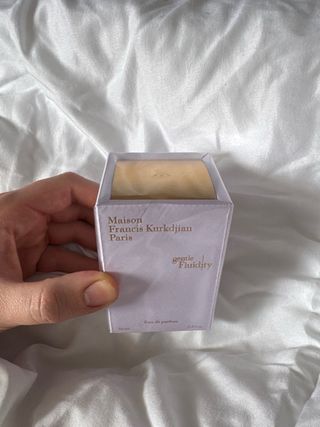 Maison
Francis Kurkdjian
Paris
gentle
Fluidity
Eau de parfum